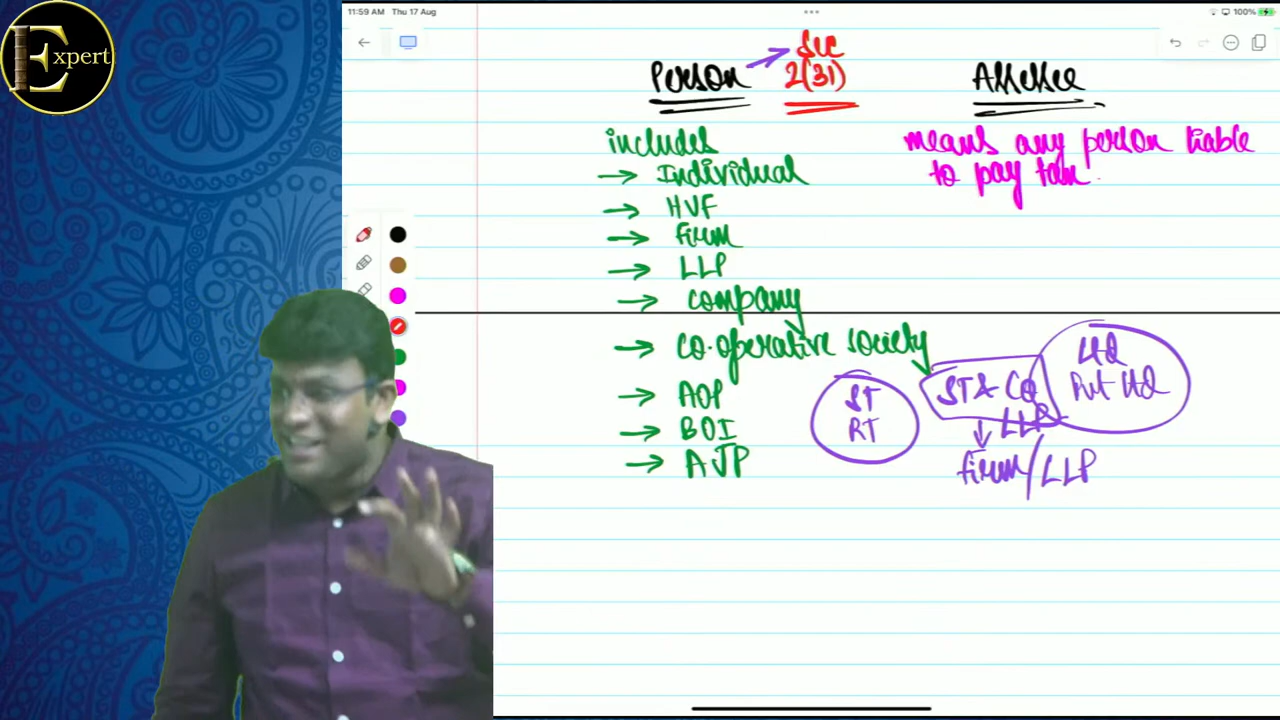 11:59 AM Thu 17 Aug
100%
Expert
Person → Sec 2(31)
includes
→ Individual
→ HUF
→ firm
→ LLP
→ company
→ co.operative society
→ AOP
→ BOI
→ AJP
Assessee
means any person liable
to pay tax.
ST
RT
ST & Co
LLP
firm/LLP
Ltd
Pvt Ltd